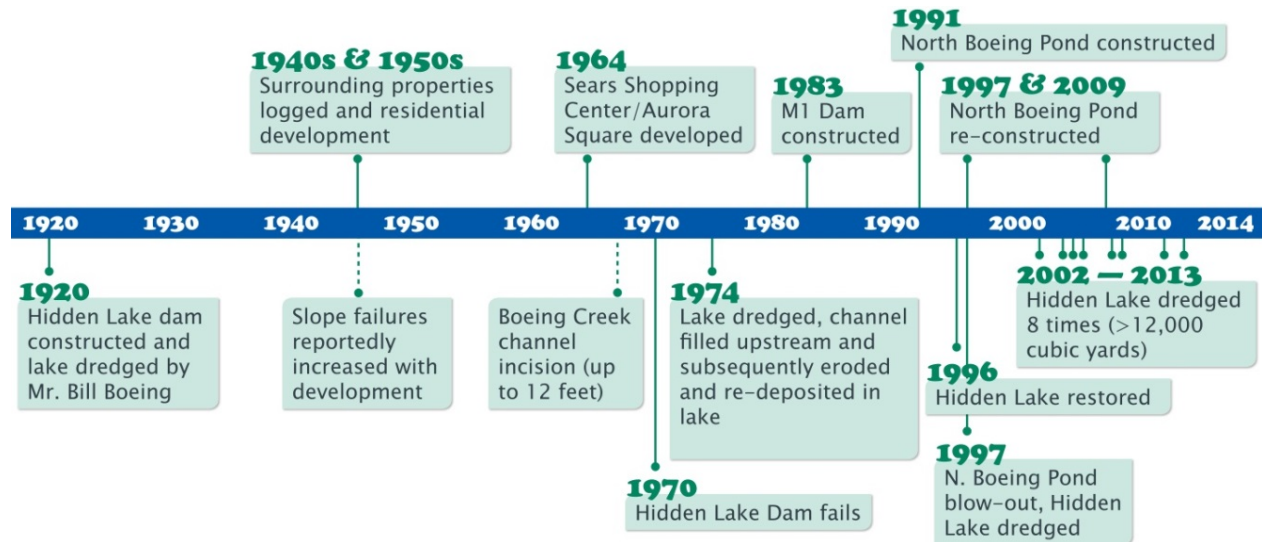 1991
North Boeing Pond constructed
1940s & 1950s
Surrounding properties
logged and residential
development
1964
Sears Shopping
Center/Aurora
Square developed
1983
M1 Dam
constructed
1997 & 2009
North Boeing Pond
re-constructed
1920 1930 1940 1950 1960 1970 1980 1990 2000 2010 2014
1920
Hidden Lake dam
constructed and
lake dredged by
Mr. Bill Boeing
Slope failures
reportedly
increased with
development
Boeing Creek
channel
incision (up
to 12 feet)
1970
Hidden Lake Dam fails
1974
Lake dredged, channel
filled upstream and
subsequently eroded
and re-deposited in
lake
1996
Hidden Lake restored
1997
N. Boeing Pond
blow-out, Hidden
Lake dredged
2002 — 2013
Hidden Lake dredged
8 times (>12,000
cubic yards)